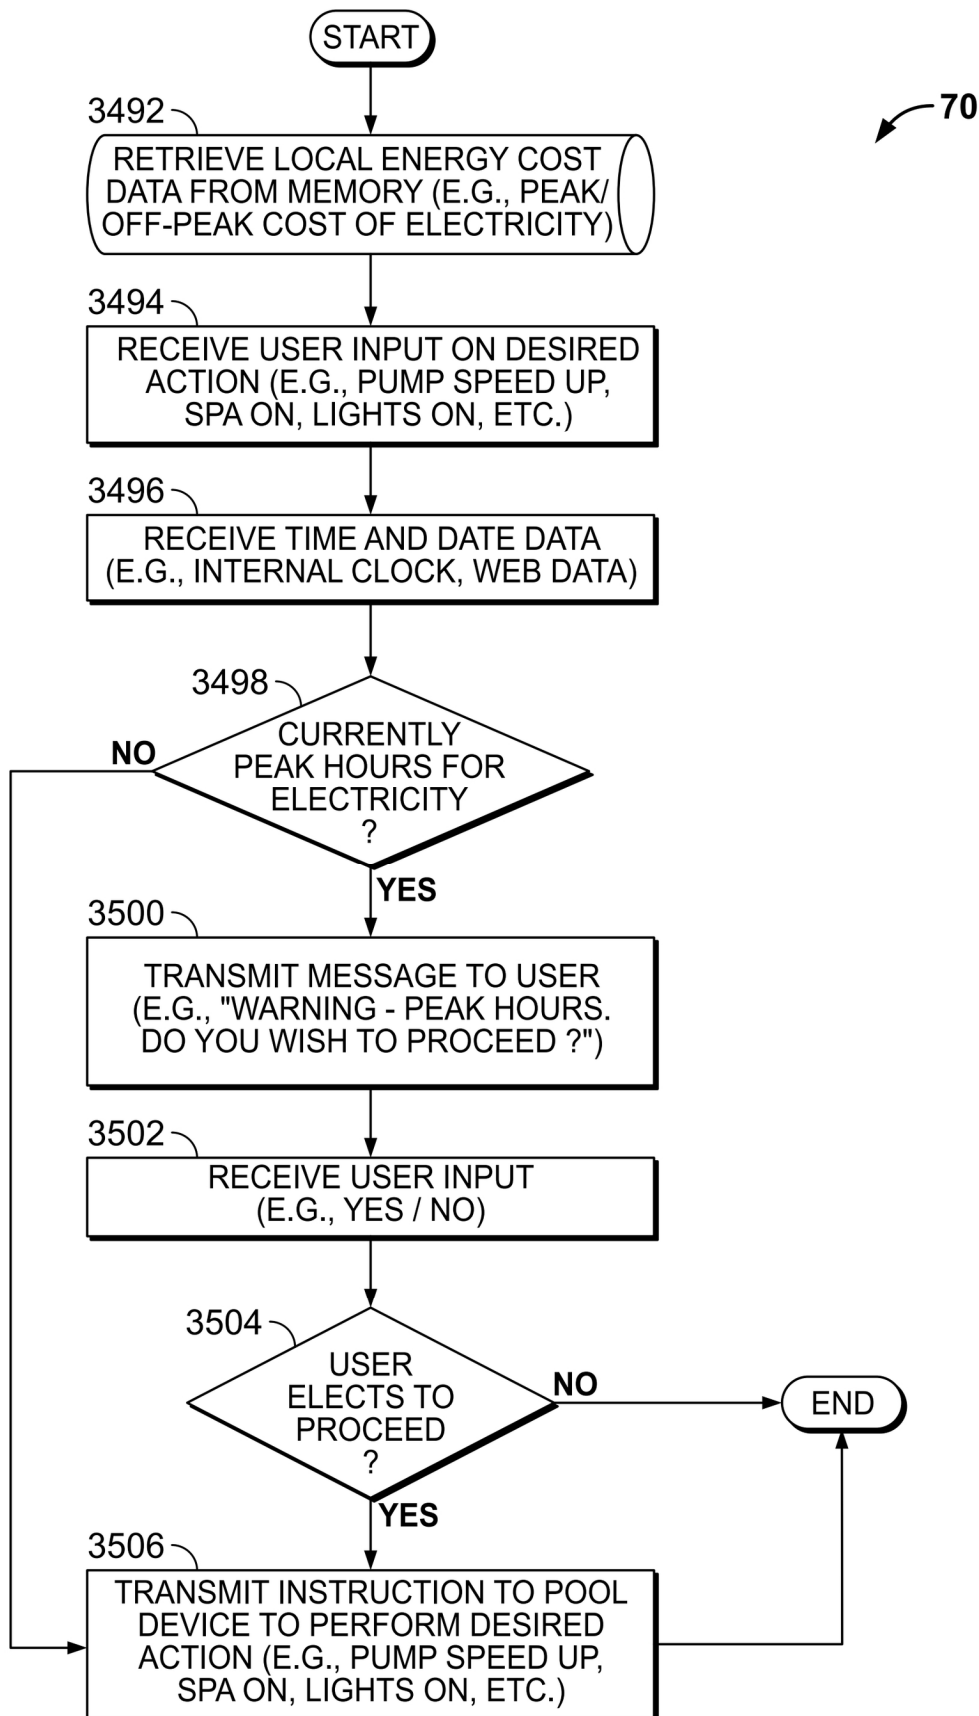 START
70
3492
RETRIEVE LOCAL ENERGY COST
DATA FROM MEMORY (E.G., PEAK/
OFF-PEAK COST OF ELECTRICITY)
3494
RECEIVE USER INPUT ON DESIRED
ACTION (E.G., PUMP SPEED UP,
SPA ON, LIGHTS ON, ETC.)
3496
RECEIVE TIME AND DATE DATA
(E.G., INTERNAL CLOCK, WEB DATA)
3498
CURRENTLY
PEAK HOURS FOR
ELECTRICITY
?
NO
YES
3500
TRANSMIT MESSAGE TO USER
(E.G., "WARNING - PEAK HOURS.
DO YOU WISH TO PROCEED ?")
3502
RECEIVE USER INPUT
(E.G., YES / NO)
3504
USER
ELECTS TO
PROCEED
?
NO
END
YES
3506
TRANSMIT INSTRUCTION TO POOL
DEVICE TO PERFORM DESIRED
ACTION (E.G., PUMP SPEED UP,
SPA ON, LIGHTS ON, ETC.)